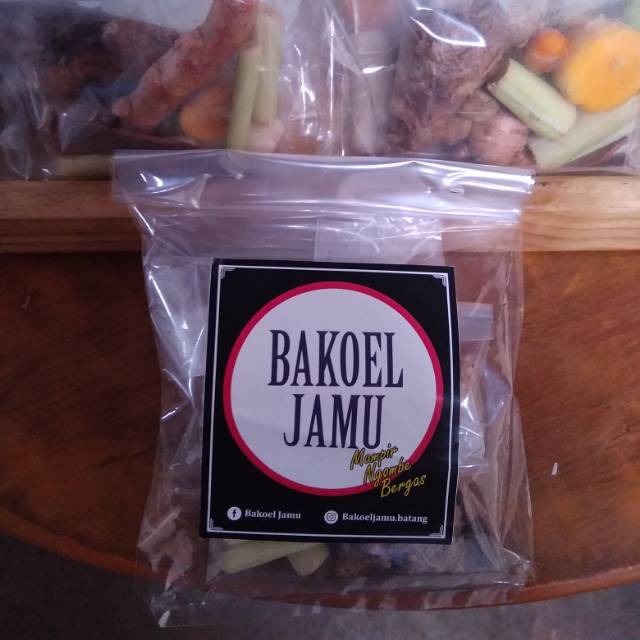 BAKOEL
JAMU
Mampir
Ngombe
Bergas
Bakoel Jamu
Bakoeljamu.batang